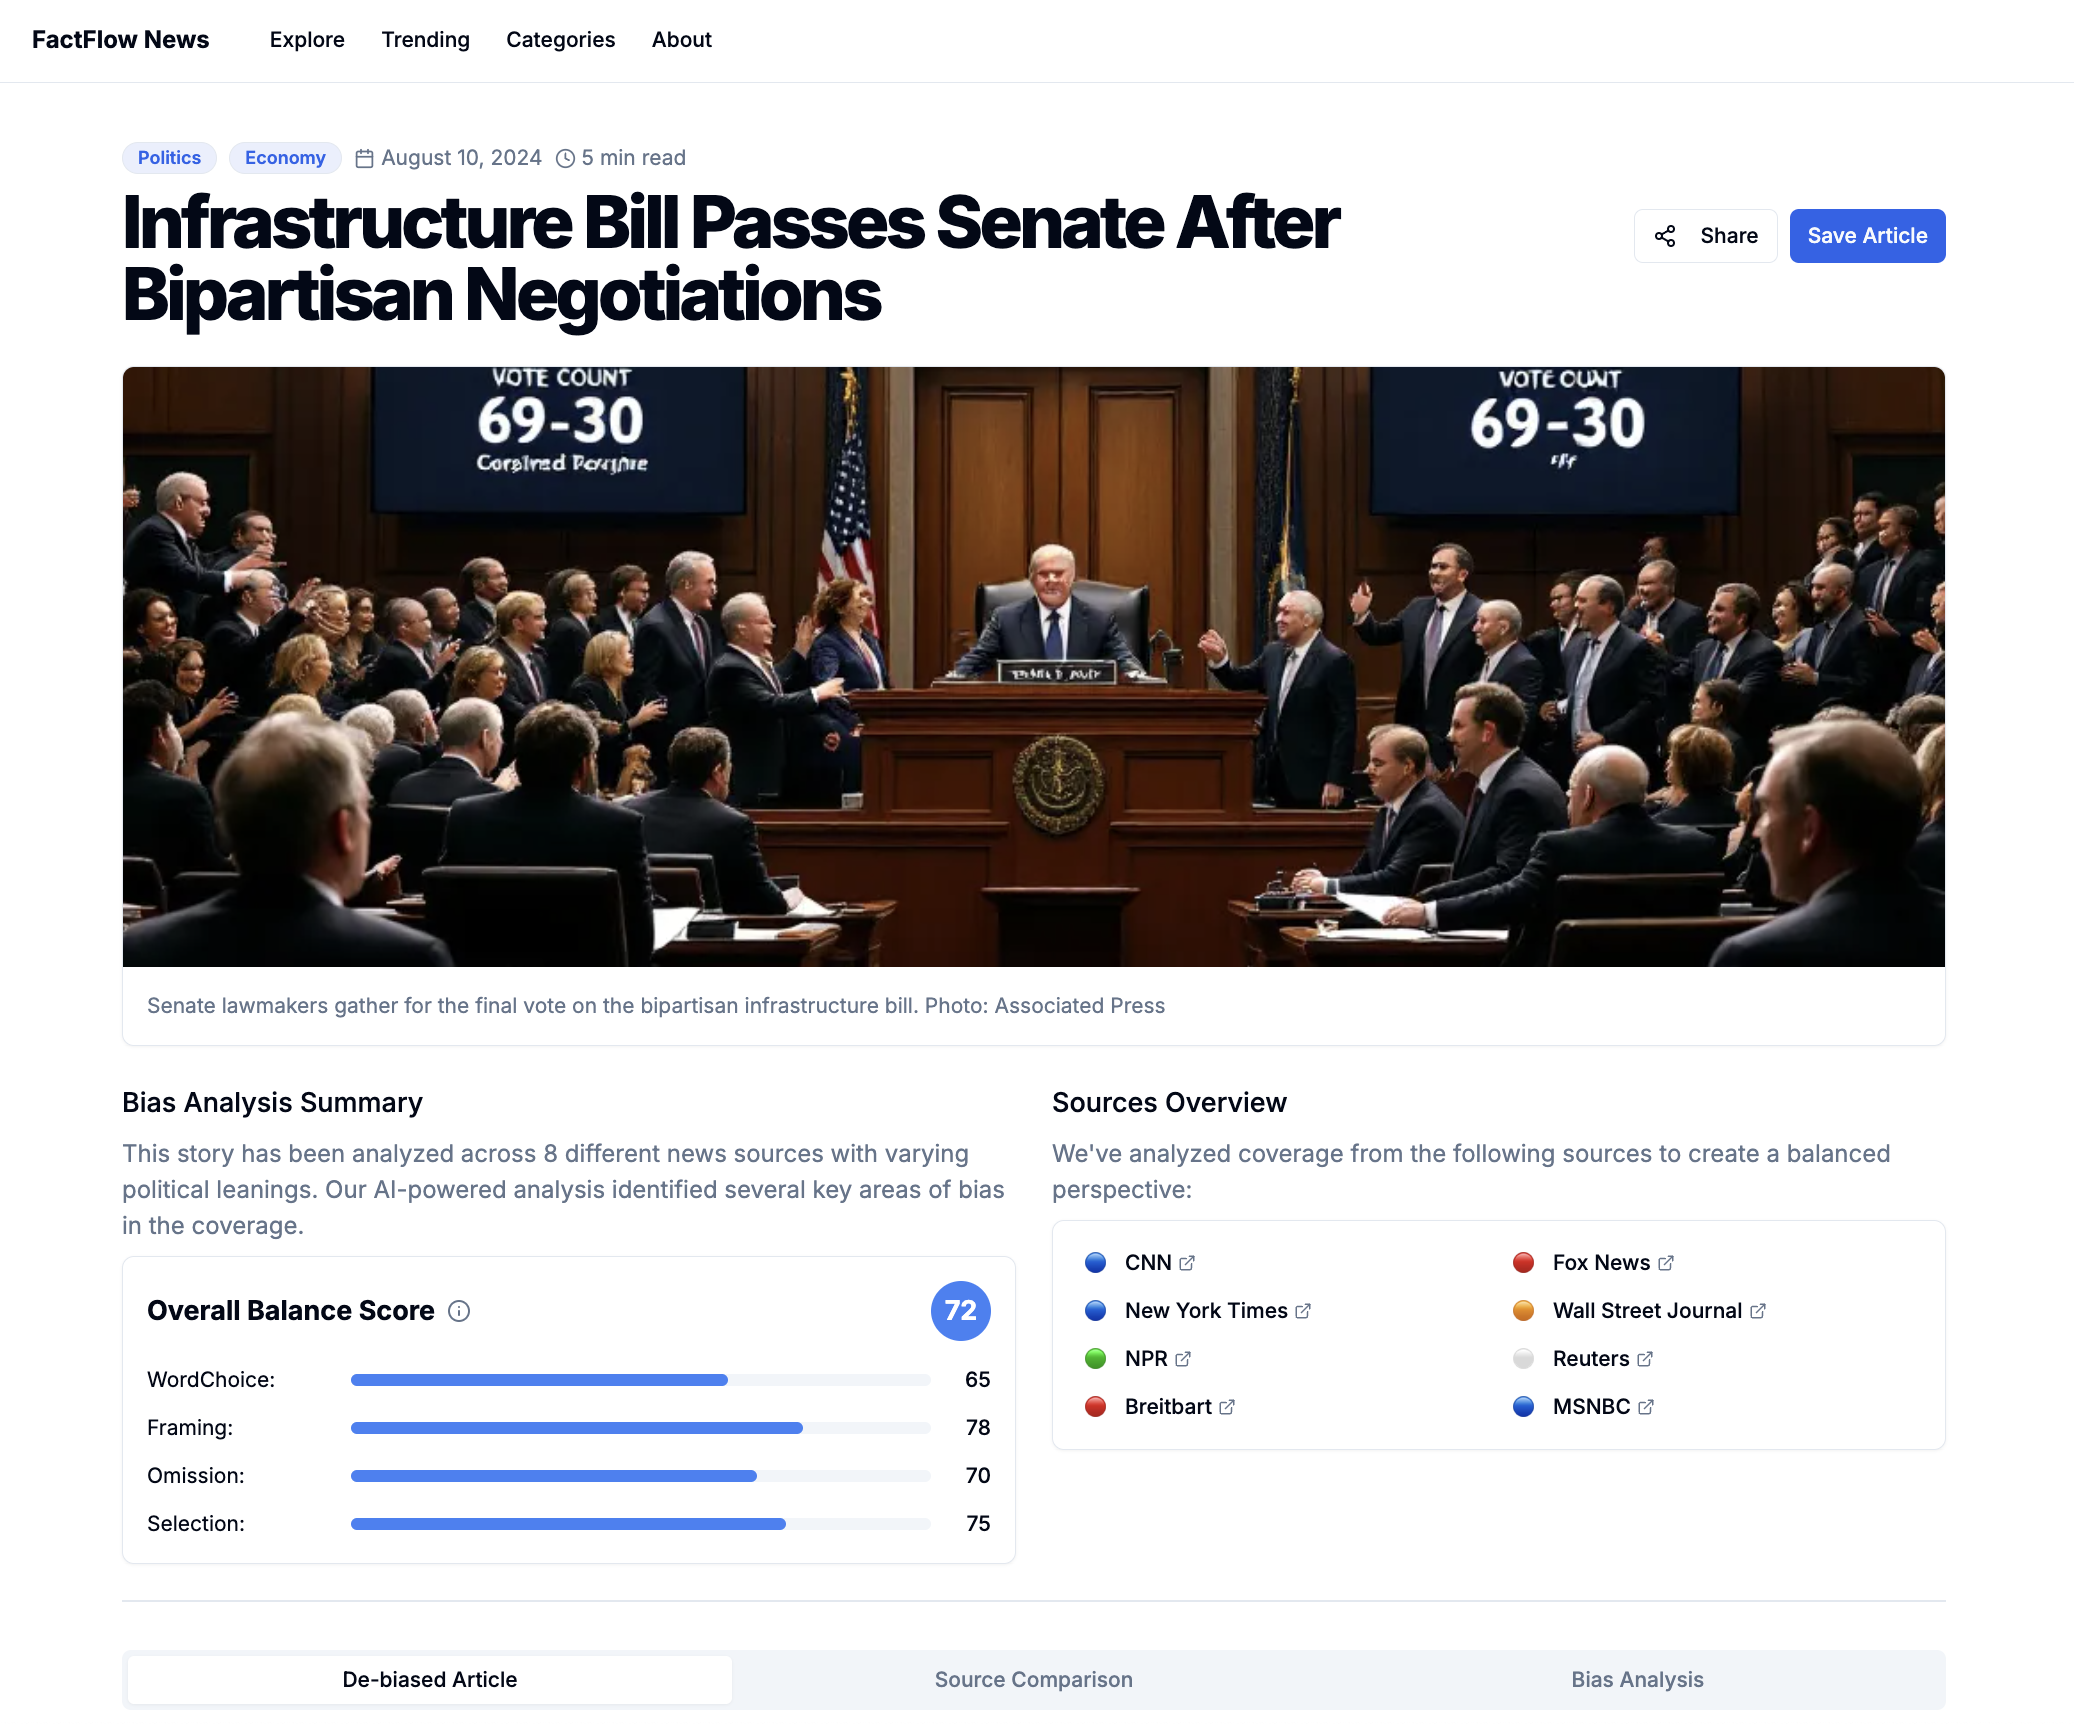 FactFlow News
Explore
Trending
Categories
About
Politics
Economy
August 10, 2024
5 min read
Infrastructure Bill Passes Senate After
Bipartisan Negotiations
Share
Save Article
VOTE COUNT
69-30
VOTE
69-30
Senate lawmakers gather for the final vote on the bipartisan infrastructure bill. Photo: Associated Press
Bias Analysis Summary
This story has been analyzed across 8 different news sources with varying
political leanings. Our AI-powered analysis identified several key areas of bias
in the coverage.
Overall Balance Score
72
WordChoice:
65
Framing:
78
Omission:
70
Selection:
75
Sources Overview
We've analyzed coverage from the following sources to create a balanced
perspective:
CNN
Fox News
New York Times
Wall Street Journal
NPR
Reuters
Breitbart
MSNBC
De-biased Article
Source Comparison
Bias Analysis